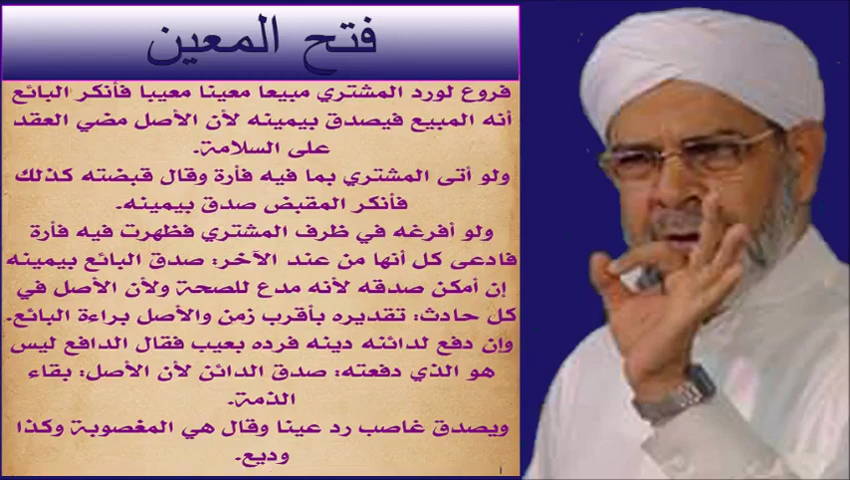 فتح المعين
فروع لورد المشتري مبيعا معينا معيبا فأنكر البائع
أنه المبيع فيصدق بيمينه لأن الأصل مضي العقد
على السلامة.
ولو أتى المشتري بما فيه فأرة وقال قبضته كذلك
فأنكر المقبض صدق بيمينه.
ولو أفرغه في ظرف المشتري فظهرت فيه فأرة
فادعى كل أنها من عند الآخر: صدق البائع بيمينه
إن أمكن صدقه لأنه مدع للصحة ولأن الأصل في
كل حادث: تقديره بأقرب زمن والأصل براءة البائع.
وإن دفع لدائنه دينه فرده بعيب فقال الدافع ليس
هو الذي دفعته: صدق الدائن لأن الأصل: بقاء
الذمة.
ويصدق غاصب رد عينا وقال هي المغصوبة وكذا
وديع.
١